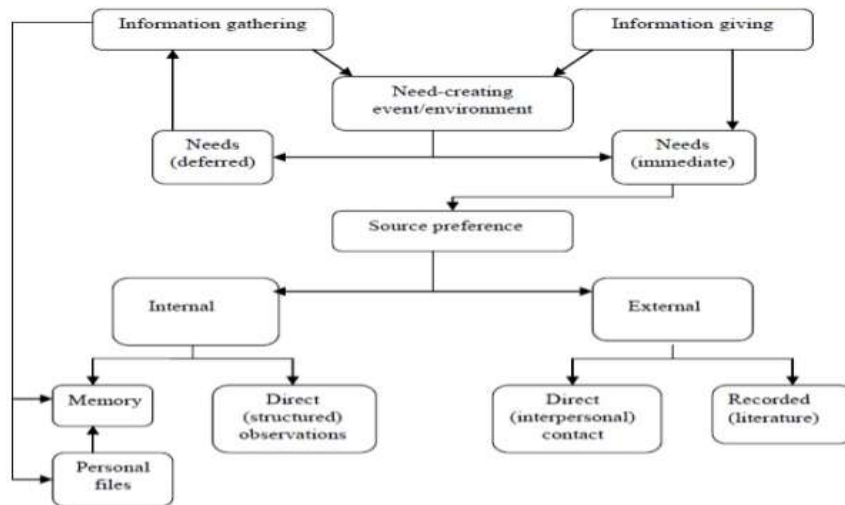 Information gathering
Information giving
Need-creating
event/environment
Needs
(deferred)
Needs
(immediate)
Source preference
Internal
External
Memory
Direct
(structured)
observations
Direct
(interpersonal)
contact
Recorded
(literature)
Personal
files